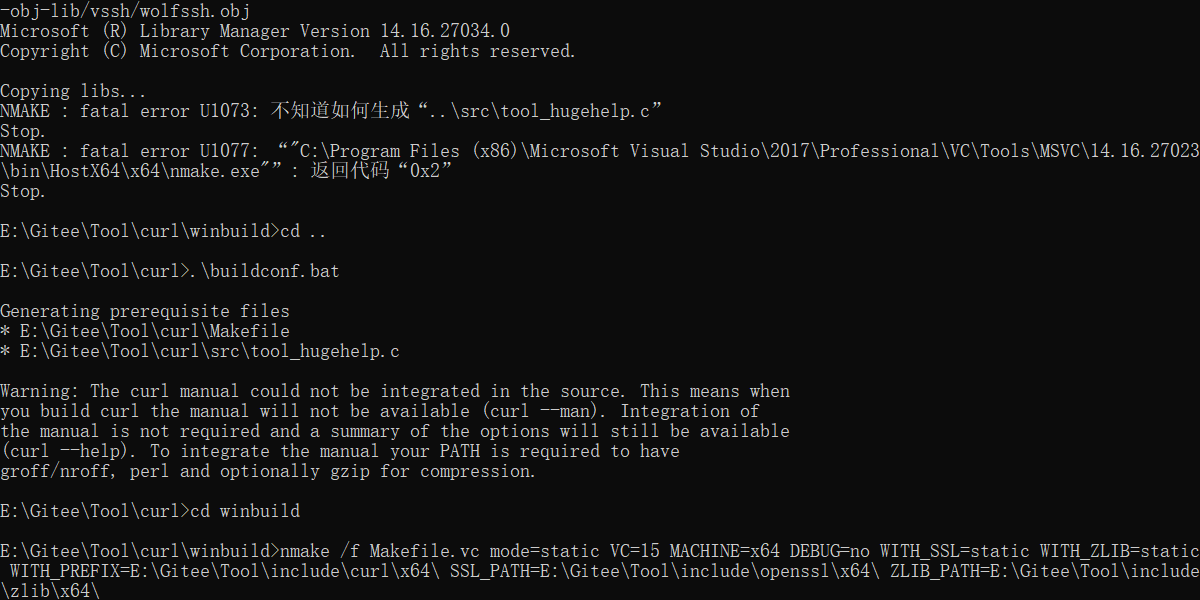 -obj-lib/vssh/wolfssh.obj
Microsoft (R) Library Manager Version 14.16.27034.0
Copyright (C) Microsoft Corporation.  All rights reserved.
Copying libs...
NMAKE : fatal error U1073: 不知道如何生成“..\src\tool_hugehelp.c”
Stop.
NMAKE : fatal error U1077: “"C:\Program Files (x86)\Microsoft Visual Studio\2017\Professional\VC\Tools\MSVC\14.16.27023
\bin\HostX64\x64\nmake.exe"”: 返回代码“0x2”
Stop.
E:\Gitee\Tool\curl\winbuild>cd ..
E:\Gitee\Tool\curl>.\buildconf.bat
Generating prerequisite files
* E:\Gitee\Tool\curl\Makefile
* E:\Gitee\Tool\curl\src\tool_hugehelp.c
Warning: The curl manual could not be integrated in the source. This means when
you build curl the manual will not be available (curl --man). Integration of
the manual is not required and a summary of the options will still be available
(curl --help). To integrate the manual your PATH is required to have
groff/nroff, perl and optionally gzip for compression.
E:\Gitee\Tool\curl>cd winbuild
E:\Gitee\Tool\curl\winbuild>nmake /f Makefile.vc mode=static VC=15 MACHINE=x64 DEBUG=no WITH_SSL=static WITH_ZLIB=static
 WITH_PREFIX=E:\Gitee\Tool\include\curl\x64\ SSL_PATH=E:\Gitee\Tool\include\openssl\x64\ ZLIB_PATH=E:\Gitee\Tool\include
\zlib\x64\